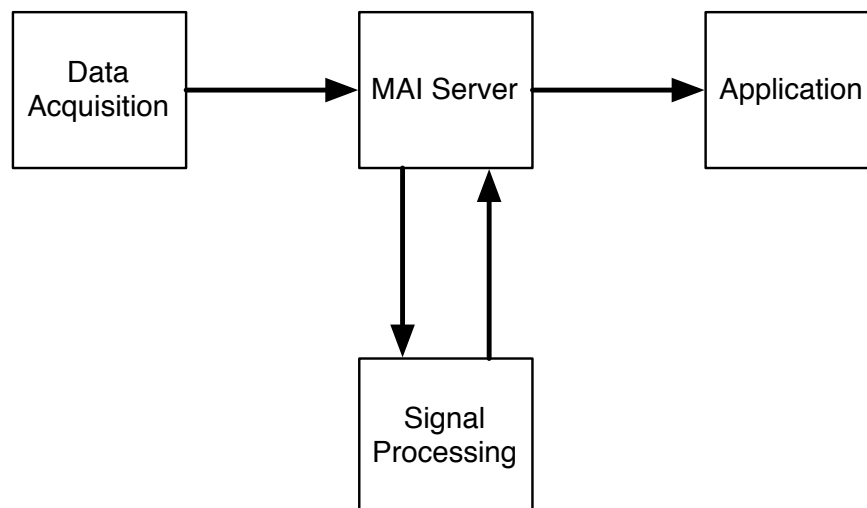 Data
Acquisition
MAI Server
Application
Signal
Processing